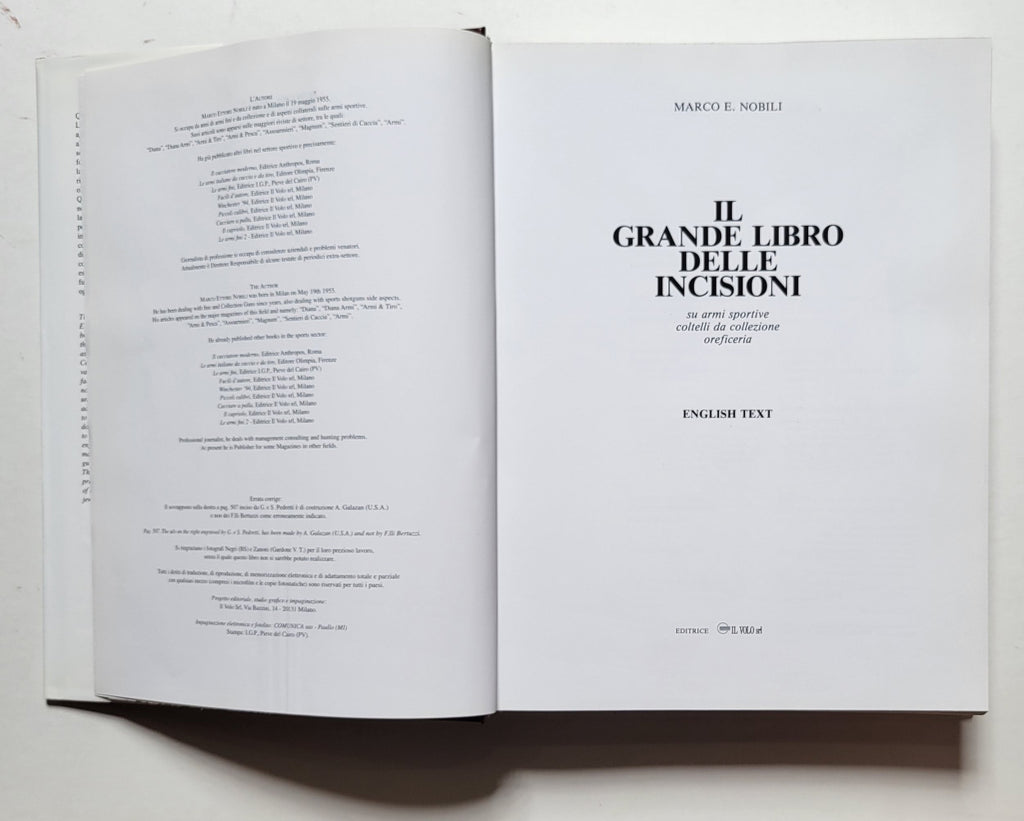 L'AUTORE
MARCO ETTORE NOBILI è nato a Milano il 19 maggio 1955.
Si occupa da anni di armi fini e da collezione e di aspetti collaterali sulle armi sportive.
Suoi articoli sono apparsi sulle maggiori riviste di settore, tra le quali:
"Diana", "Diana Armi", "Armi & Tiro", "Armi & Pesca", "Avventnieri", "Magnum", "Sentieri di Caccia", "Armi".
Ha già pubblicato altri libri nel settore sportivo e precisamente:
Il cacciatore moderno, Editrice Anthropos, Roma
Le armi italiane da caccia e da tiro, Editore Olimpia, Firenze
Le armi fini, Editrice I.G.P., Pieve del Cairo (PV)
Fucili d'autore, Editrice Il Volo srl, Milano
Winchester '94, Editrice Il Volo srl, Milano
Piccoli calibri, Editrice Il Volo srl, Milano
Cacciare a palla, Editrice Il Volo srl, Milano
Il capriolo, Editrice Il Volo srl, Milano
Le armi fini 2 - Editrice Il Volo srl, Milano.
Giornalista di professione si occupa di consulenze aziendali e problemi venatori.
Attualmente è Direttore Responsabile di alcune testate di periodici extra-settore.
THE AUTHOR
MARCO ETTORE NOBILI was born in Milan on May 19th 1955.
He has been dealing with fine and Collection Guns since years, also dealing with sports shotguns side aspects.
His articles appeared on the major magazines of this field and namely: "Diana", "Diana Armi", "Armi & Tiro",
"Armi & Pesca", "Magnum", "Sentieri di Caccia", "Armi".
He already published other books in the sports sector:
Il cacciatore moderno, Editrice Anthropos, Roma
Le armi italiane da caccia e da tiro, Editore Olimpia, Firenze
Le armi fini, Editrice I.G.P., Pieve del Cairo (PV)
Fucili d'autore, Editrice Il Volo srl, Milano
Winchester '94, Editrice Il Volo srl, Milano
Piccoli calibri, Editrice Il Volo srl, Milano
Cacciare a palla, Editrice Il Volo srl, Milano
Il capriolo, Editrice Il Volo srl, Milano
Le armi fini 2 - Editrice Il Volo srl, Milano.
Professional journalist, he deals with management consulting and hunting problems.
At present he is Publisher for some Magazines in other fields.
Errata corrige:
Il sovrapposto sulla destra a pag. 507 inciso da G. e S. Pedretti è di costruzione A. Galazan (U.S.A.)
e non dei F.lli Bertuzzi come erroneamente indicato.
Pag. 507. The o/u on the right engraved by G. e S. Pedretti, has been made by A. Galazan (U.S.A.) and not by F.lli Bertuzzi.
Si ringraziano i fotografi Negri (BS) e Zanoni (Gardone V. T.) per il loro prezioso lavoro,
senza il quale questo libro non si sarebbe potuto realizzare.
Tutti i diritti di traduzione, di riproduzione, di memorizzazione elettronica e di adattamento totale e parziale
con qualsiasi mezzo (compresi i microfilm e le copie fotostatiche) sono riservati per tutti i paesi.
Progetto editoriale, studio grafico e impaginazione:
Il Volo Srl, Via Bazzini, 14 - 20131 Milano.
Impaginazione elettronica e fotolito: COMUNICA sas - Paullo (MI)
Stampa: I.G.P., Pieve del Cairo (PV).
MARCO E. NOBILI
IL
GRANDE LIBRO
DELLE
INCISIONI
su armi sportive
coltelli da collezione
oreficeria
ENGLISH TEXT
EDITRICE IL VOLO srl